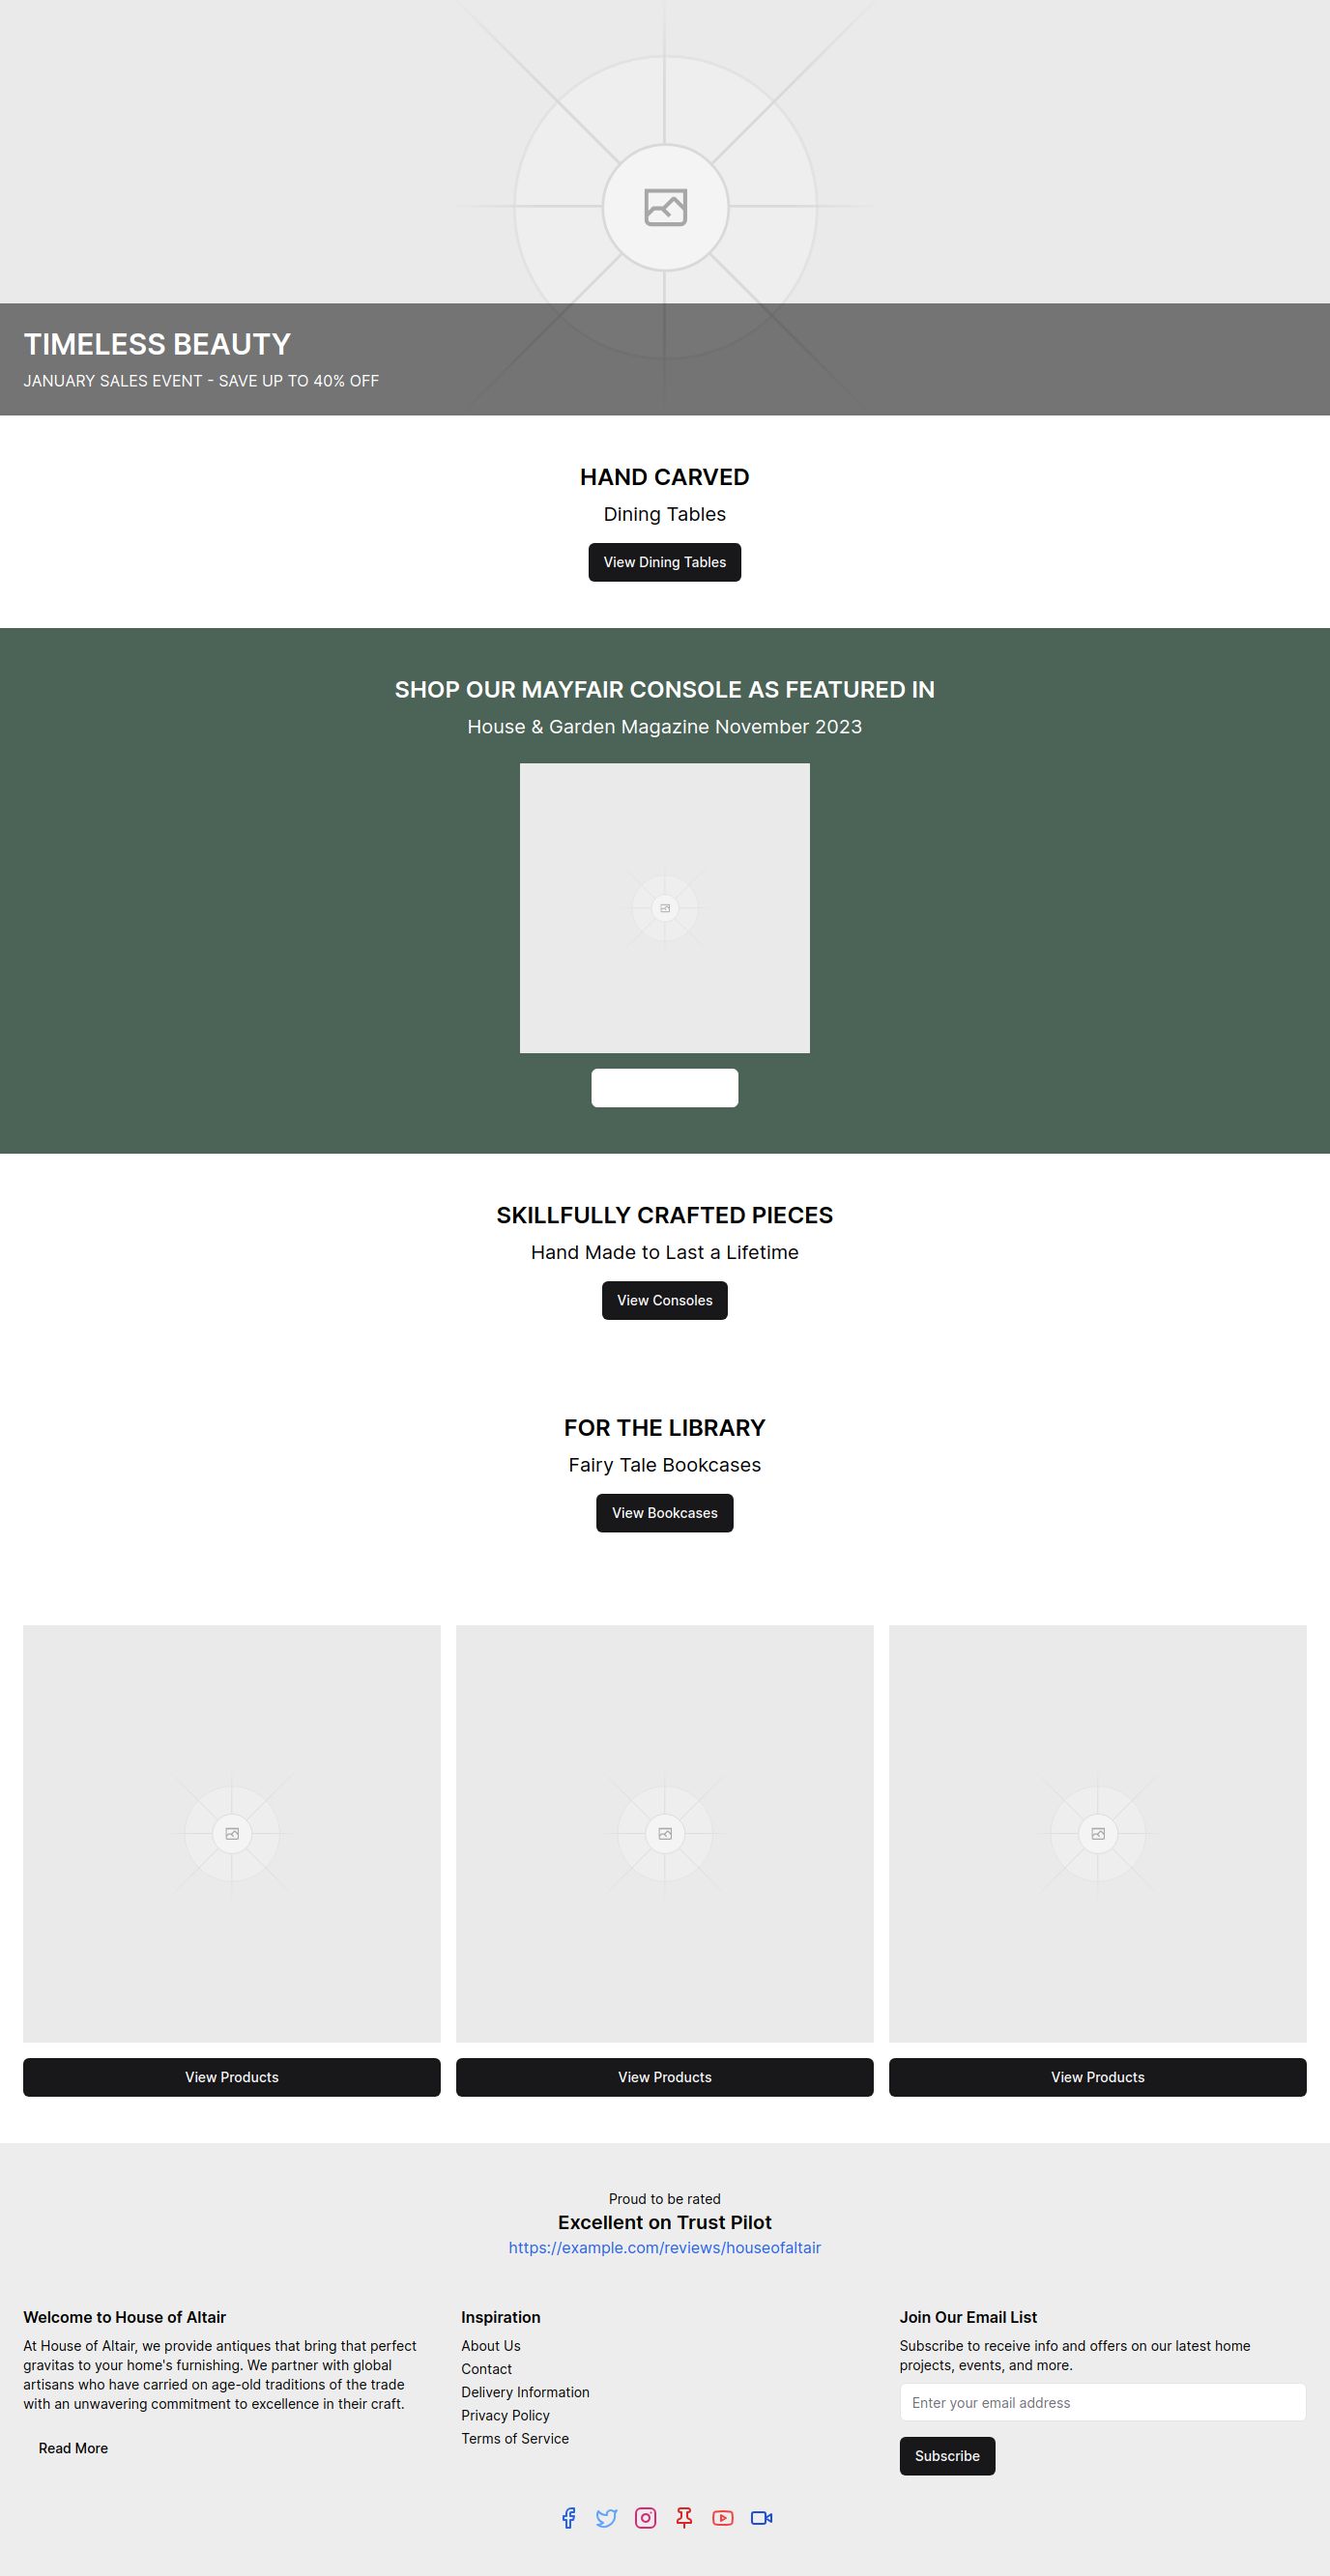 TIMELESS BEAUTY
JANUARY SALES EVENT - SAVE UP TO 40% OFF
HAND CARVED
Dining Tables
View Dining Tables
SHOP OUR MAYFAIR CONSOLE AS FEATURED IN
House & Garden Magazine November 2023
SKILLFULLY CRAFTED PIECES
Hand Made to Last a Lifetime
View Consoles
FOR THE LIBRARY
Fairy Tale Bookcases
View Bookcases
View Products
View Products
View Products
Proud to be rated
Excellent on Trust Pilot
https://example.com/reviews/houseofaltair
Welcome to House of Altair
At House of Altair, we provide antiques that bring that perfect
gravitas to your home's furnishing. We partner with global
artisans who have carried on age-old traditions of the trade
with an unwavering commitment to excellence in their craft.
Read More
Inspiration
About Us
Contact
Delivery Information
Privacy Policy
Terms of Service
Join Our Email List
Subscribe to receive info and offers on our latest home
projects, events, and more.
Enter your email address
Subscribe